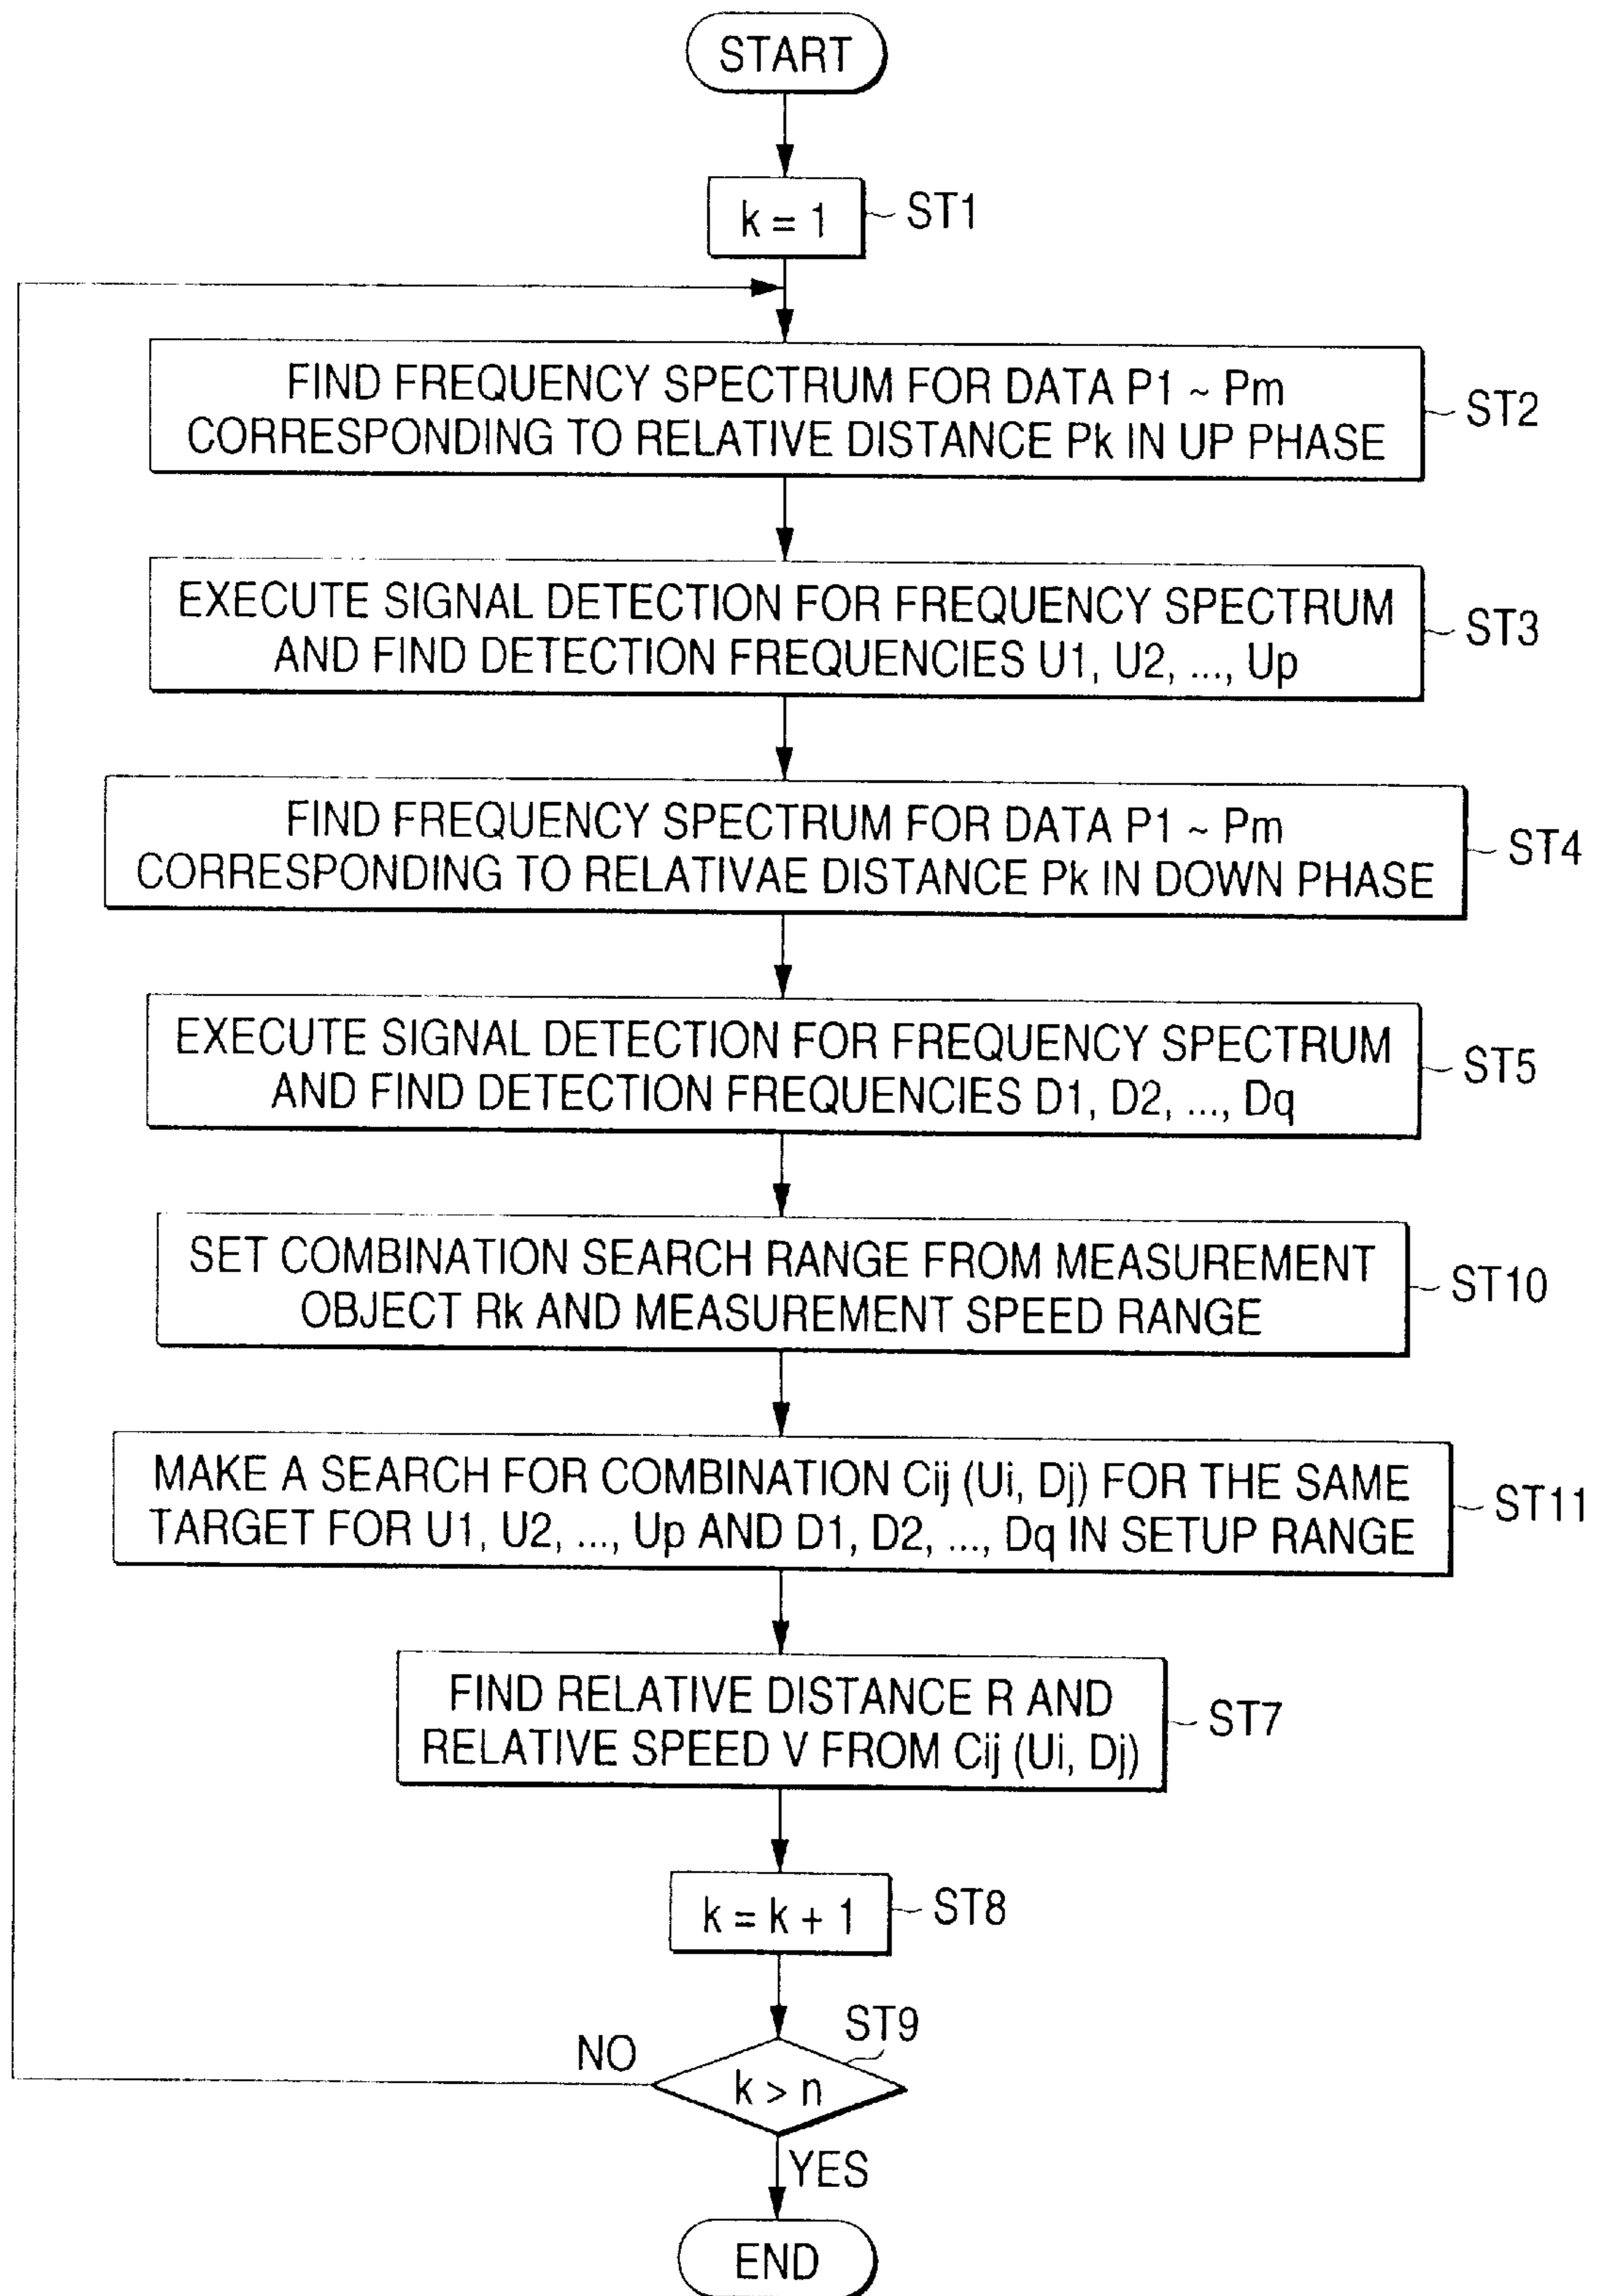 START
k = 1
ST1
FIND FREQUENCY SPECTRUM FOR DATA P1 ~ Pm
CORRESPONDING TO RELATIVE DISTANCE Pk IN UP PHASE
ST2
EXECUTE SIGNAL DETECTION FOR FREQUENCY SPECTRUM
AND FIND DETECTION FREQUENCIES U1, U2, ..., Up
ST3
FIND FREQUENCY SPECTRUM FOR DATA P1 ~ Pm
CORRESPONDING TO RELATIVAE DISTANCE Pk IN DOWN PHASE
ST4
EXECUTE SIGNAL DETECTION FOR FREQUENCY SPECTRUM
AND FIND DETECTION FREQUENCIES D1, D2, ..., Dq
ST5
SET COMBINATION SEARCH RANGE FROM MEASUREMENT
OBJECT Rk AND MEASUREMENT SPEED RANGE
ST10
MAKE A SEARCH FOR COMBINATION Cij (Ui, Dj) FOR THE SAME
TARGET FOR U1, U2, ..., Up AND D1, D2, ..., Dq IN SETUP RANGE
ST11
FIND RELATIVE DISTANCE R AND
RELATIVE SPEED V FROM Cij (Ui, Dj)
ST7
k = k + 1
ST8
ST9
NO
k > n
YES
END